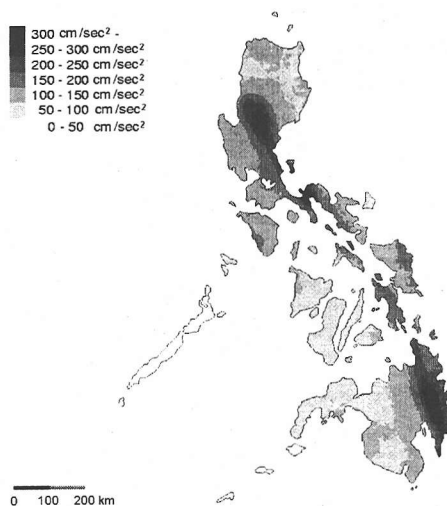 300 cm/sec² -
250 - 300 cm/sec²
200 - 250 cm/sec²
150 - 200 cm/sec²
100 - 150 cm/sec²
50 - 100 cm/sec²
0 - 50 cm/sec²
0 100 200 km